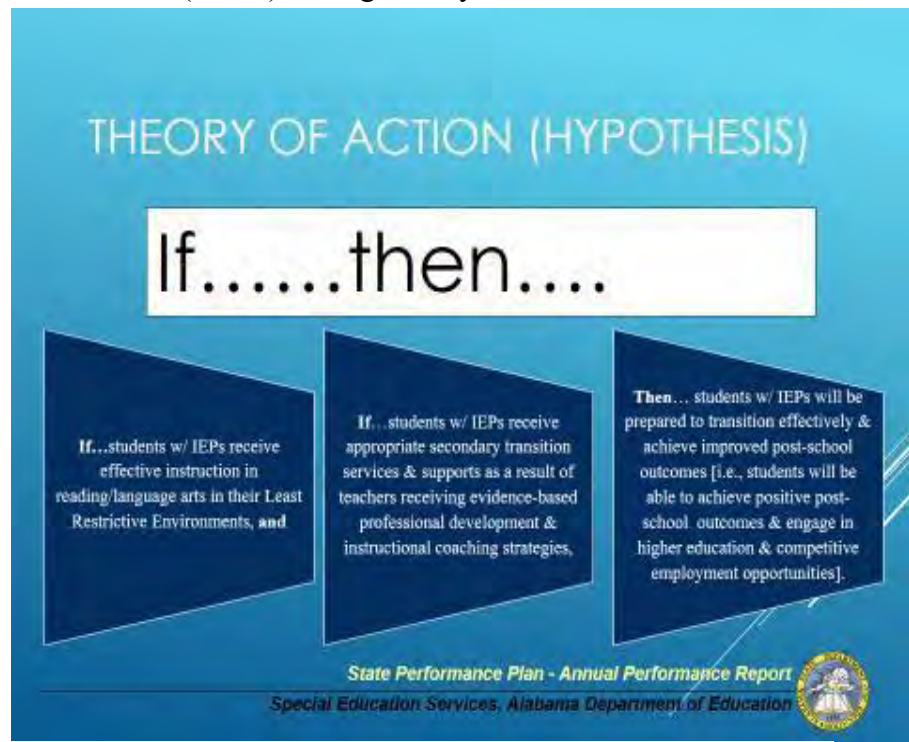 THEORY OF ACTION (HYPOTHESIS)
If......then....
If...students w/ IEPs receive
effective instruction in
reading/language arts in their Least
Restrictive Environments, and
If...students w/ IEPs receive
appropriate secondary transition
services & supports as a result of
teachers receiving evidence-based
professional development &
instructional coaching strategies,
Then... students w/ IEPs will be
prepared to transition effectively &
achieve improved post-school
outcomes [i.e., students will be
able to achieve positive post-
school outcomes & engage in
higher education & competitive
employment opportunities].
State Performance Plan - Annual Performance Report
Special Education Services, Alabama Department of Education